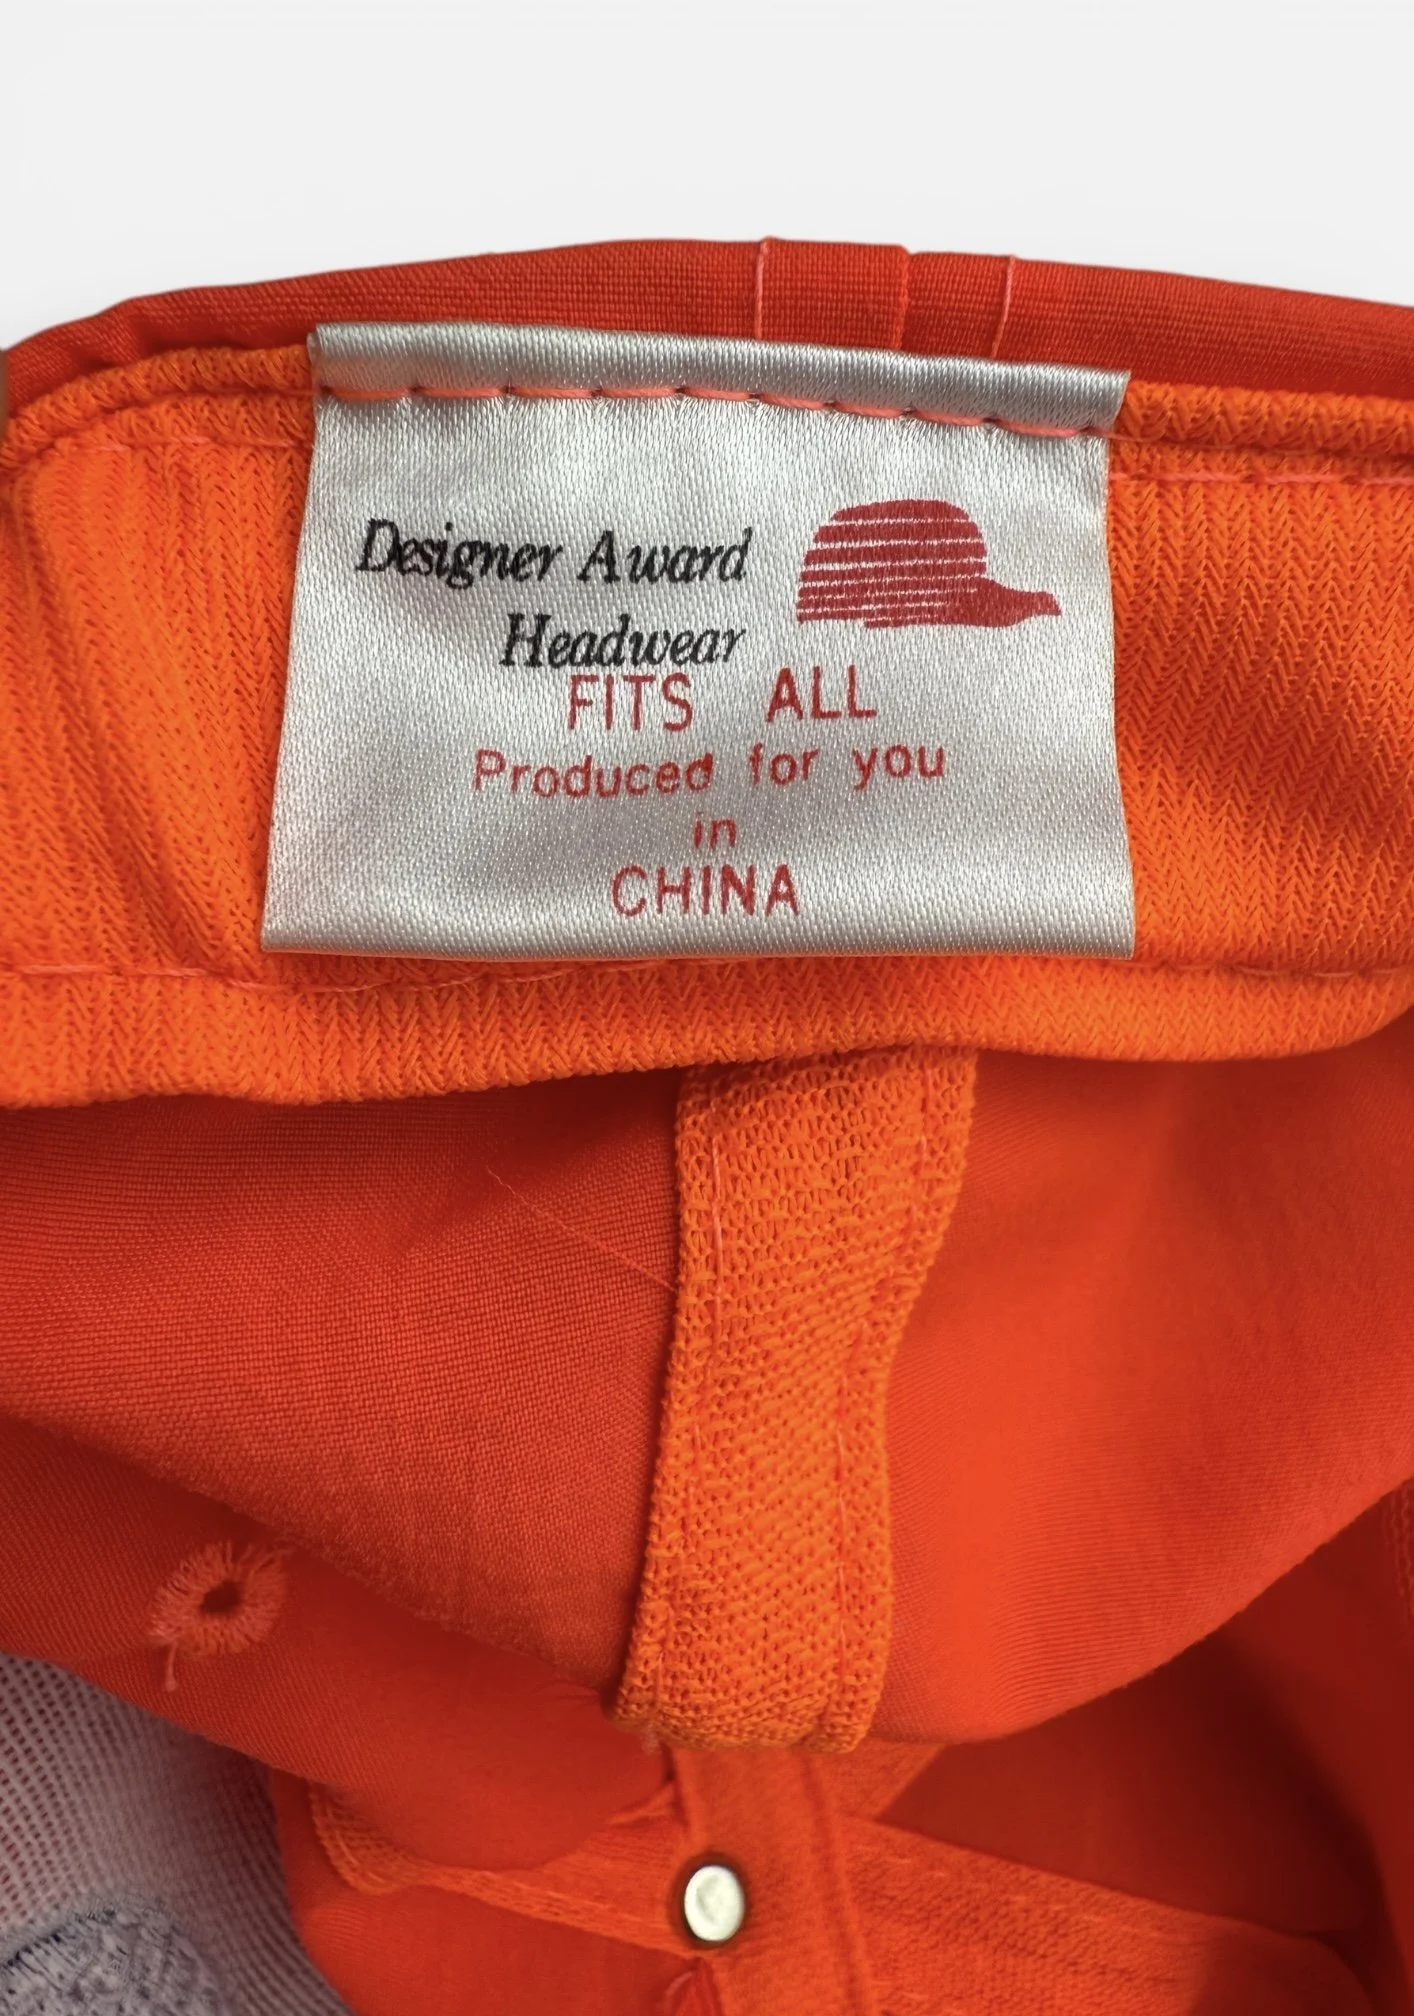 Designer Award
Headwear
FITS ALL
Produced for you
in
CHINA